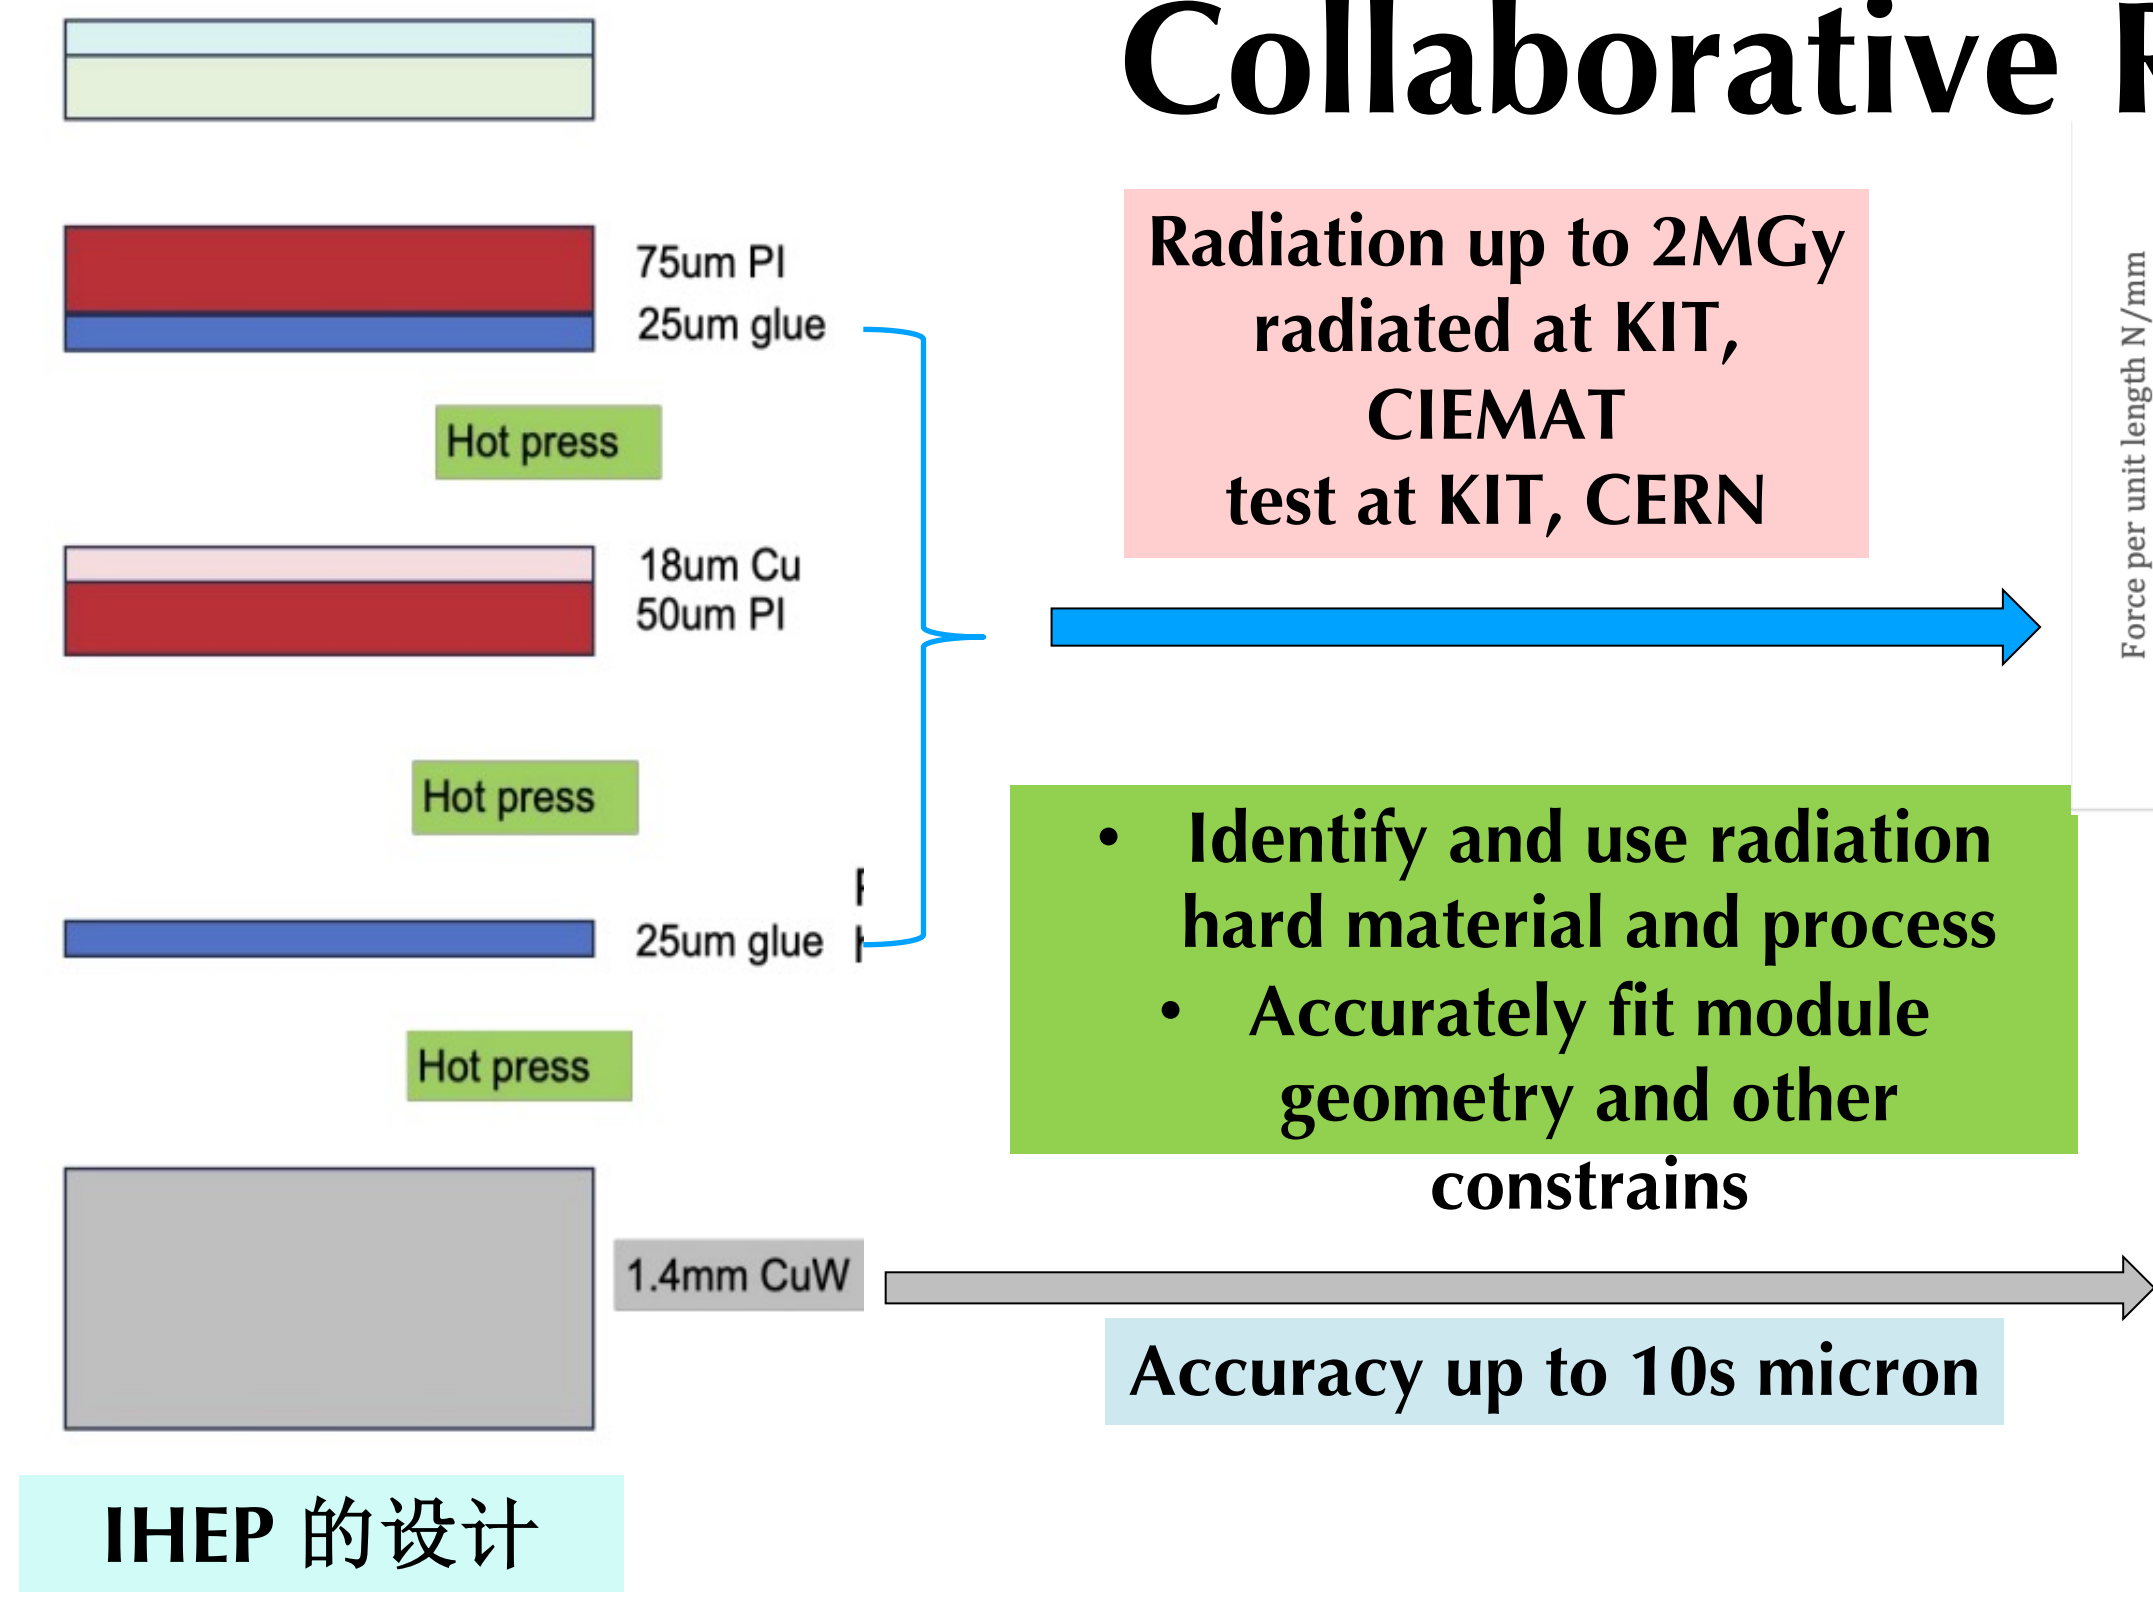 Collaborative
75um PI
25um glue
Hot press
18um Cu
50um PI
Hot press
25um glue
Hot press
1.4mm CuW
IHEP 的设计
Radiation up to 2MGy
radiated at KIT,
CIEMAT
test at KIT, CERN
Force per unit length N/mm
• Identify and use radiation
hard material and process
• Accurately fit module
geometry and other
constrains
Accuracy up to 10s micron